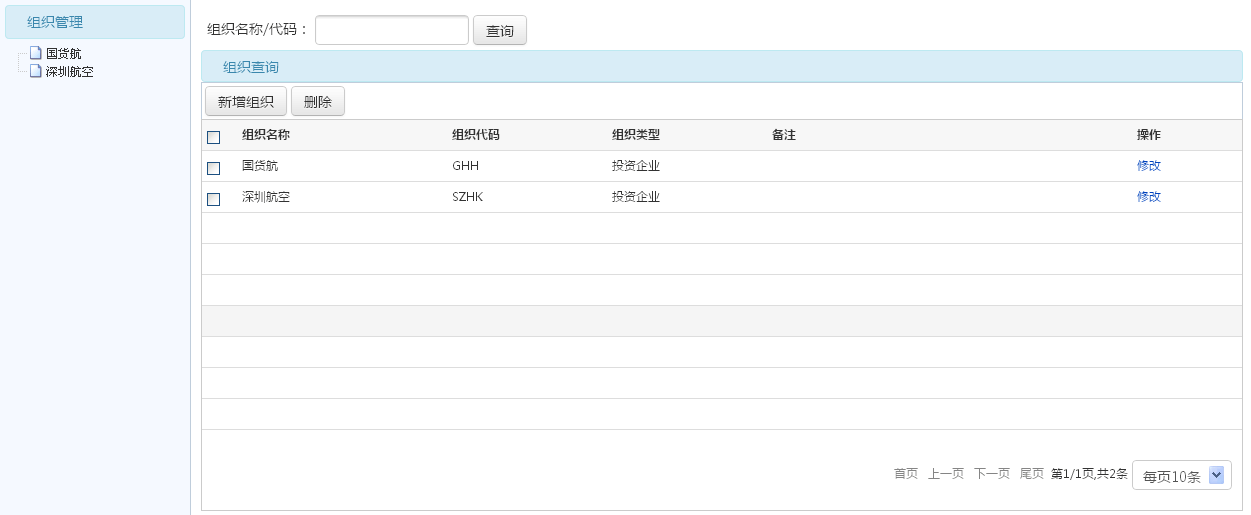 组织管理
国货航
深圳航空
组织名称/代码： 查询
组织查询
新增组织 删除
组织名称 组织代码 组织类型 备注 操作
国货航 GHH 投资企业 修改
深圳航空 SZHK 投资企业 修改
首页 上一页 下一页 尾页 第1/1页,共2条 每页10条